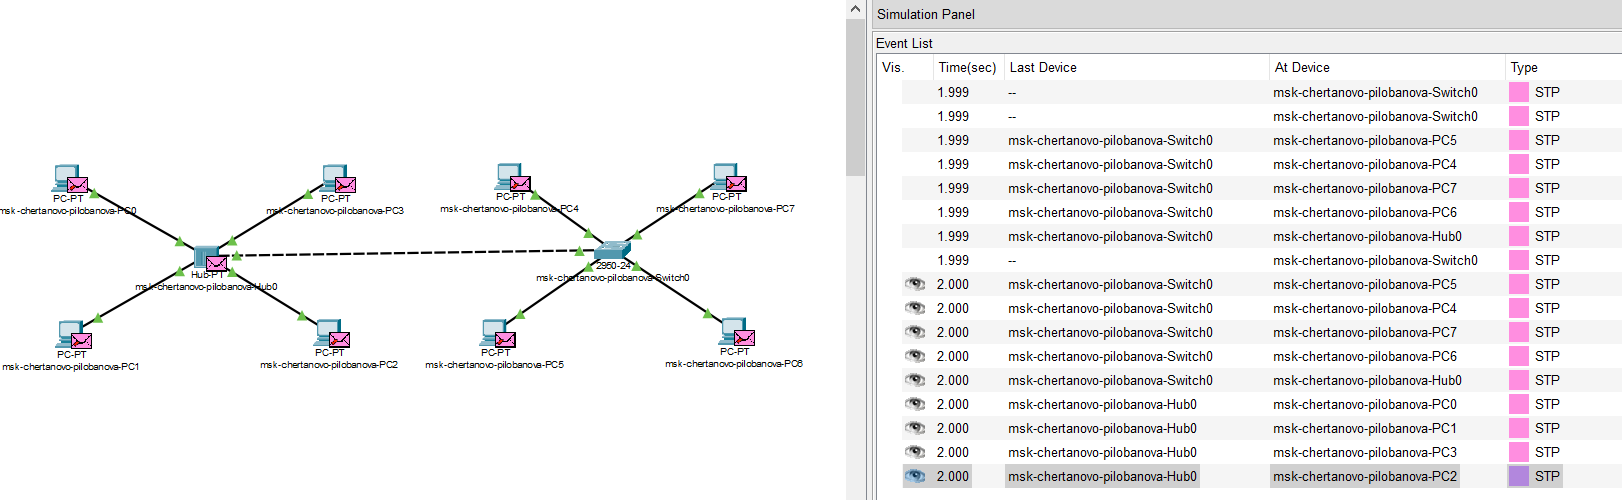 PC-PT
msk-chertanovo-pilobanova-PC0
PC-PT
msk-chertanovo-pilobanova-PC3
PC-PT
msk-chertanovo-pilobanova-PC4
PC-PT
msk-chertanovo-pilobanova-PC7
Hub-PT
msk-chertanovo-pilobanova-Hub0
2950-24
msk-chertanovo-pilobanova-Switch0
PC-PT
msk-chertanovo-pilobanova-PC1
PC-PT
msk-chertanovo-pilobanova-PC2
PC-PT
msk-chertanovo-pilobanova-PC5
PC-PT
msk-chertanovo-pilobanova-PC6
Simulation Panel
Event List
Vis. Time(sec) Last Device At Device Type
1.999 -- msk-chertanovo-pilobanova-Switch0 STP
1.999 -- msk-chertanovo-pilobanova-Switch0 STP
1.999 msk-chertanovo-pilobanova-Switch0 msk-chertanovo-pilobanova-PC5 STP
1.999 msk-chertanovo-pilobanova-Switch0 msk-chertanovo-pilobanova-PC4 STP
1.999 msk-chertanovo-pilobanova-Switch0 msk-chertanovo-pilobanova-PC7 STP
1.999 msk-chertanovo-pilobanova-Switch0 msk-chertanovo-pilobanova-PC6 STP
1.999 msk-chertanovo-pilobanova-Switch0 msk-chertanovo-pilobanova-Hub0 STP
1.999 -- msk-chertanovo-pilobanova-Switch0 STP
2.000 msk-chertanovo-pilobanova-Switch0 msk-chertanovo-pilobanova-PC5 STP
2.000 msk-chertanovo-pilobanova-Switch0 msk-chertanovo-pilobanova-PC4 STP
2.000 msk-chertanovo-pilobanova-Switch0 msk-chertanovo-pilobanova-PC7 STP
2.000 msk-chertanovo-pilobanova-Switch0 msk-chertanovo-pilobanova-PC6 STP
2.000 msk-chertanovo-pilobanova-Switch0 msk-chertanovo-pilobanova-Hub0 STP
2.000 msk-chertanovo-pilobanova-Hub0 msk-chertanovo-pilobanova-PC0 STP
2.000 msk-chertanovo-pilobanova-Hub0 msk-chertanovo-pilobanova-PC1 STP
2.000 msk-chertanovo-pilobanova-Hub0 msk-chertanovo-pilobanova-PC3 STP
2.000 msk-chertanovo-pilobanova-Hub0 msk-chertanovo-pilobanova-PC2 STP